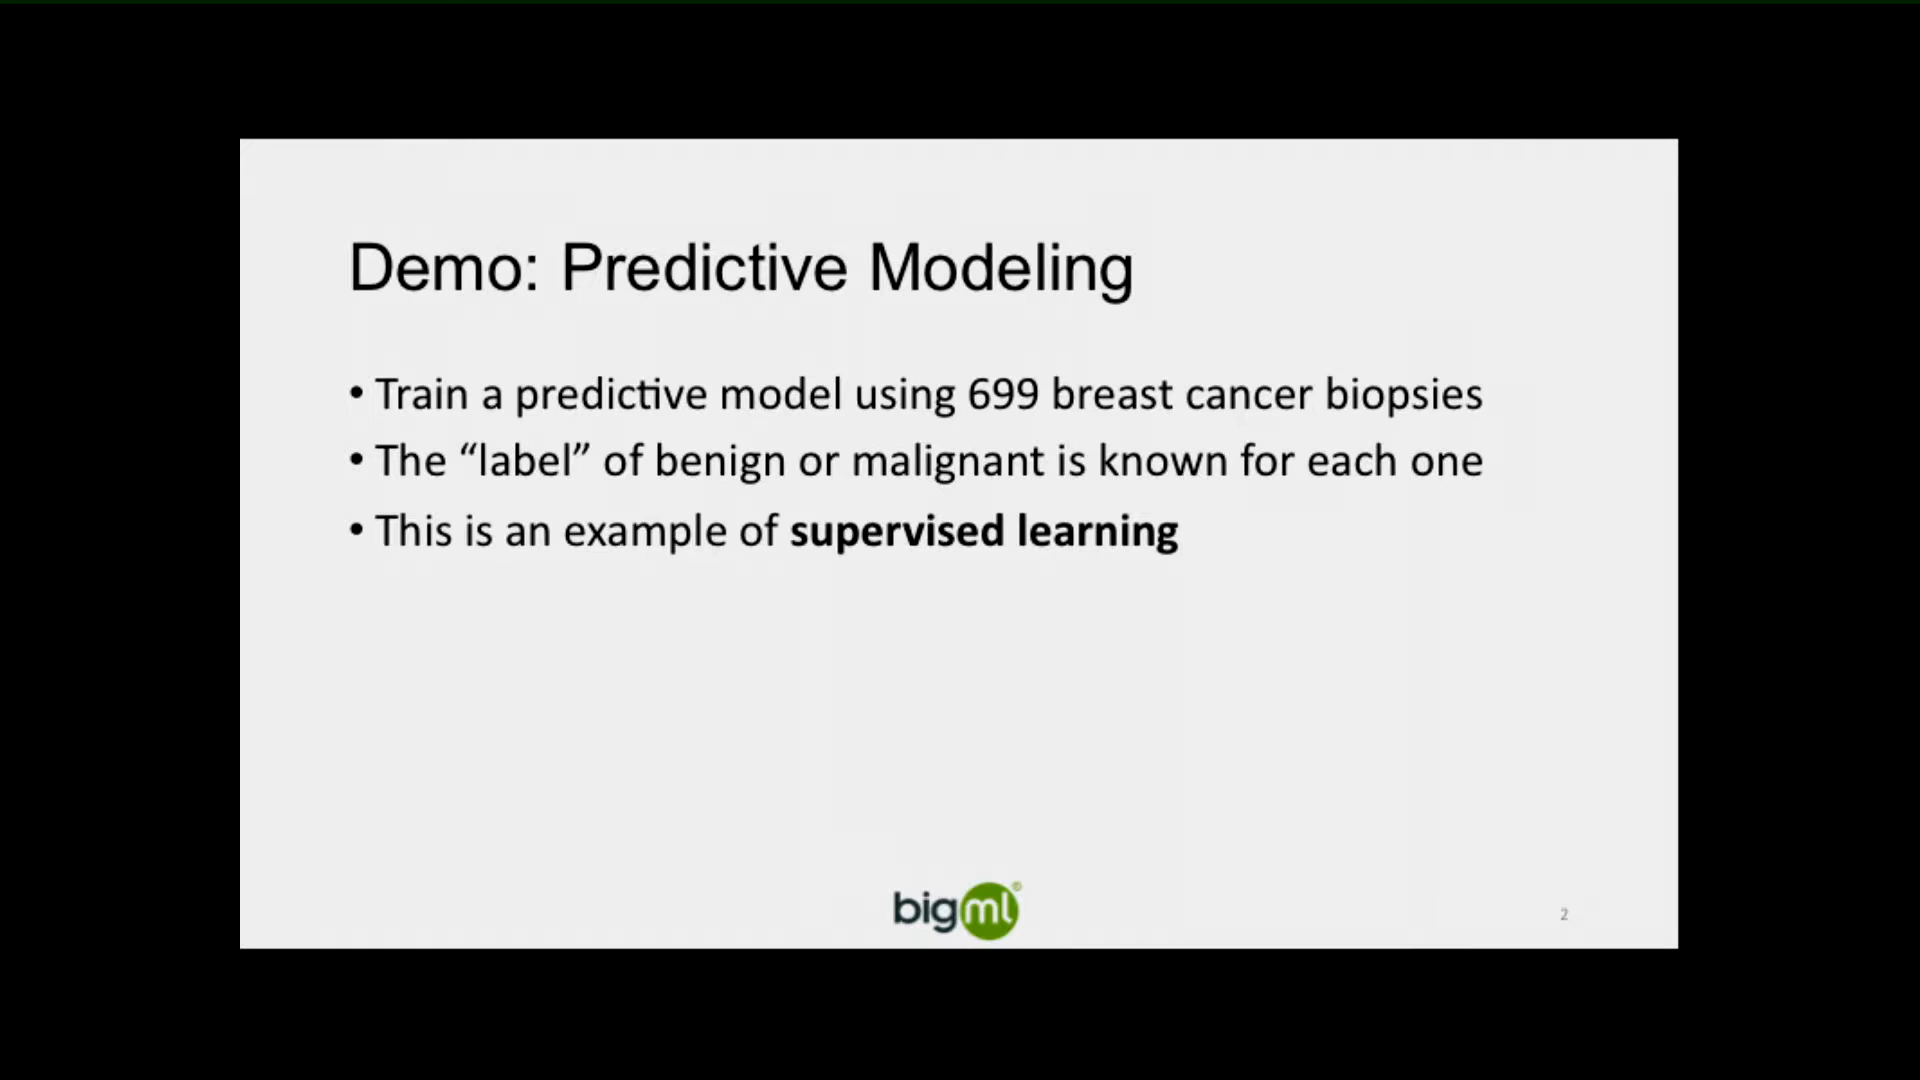 Demo: Predictive Modeling
• Train a predictive model using 699 breast cancer biopsies
• The “label” of benign or malignant is known for each one
• This is an example of supervised learning
bigml©
2